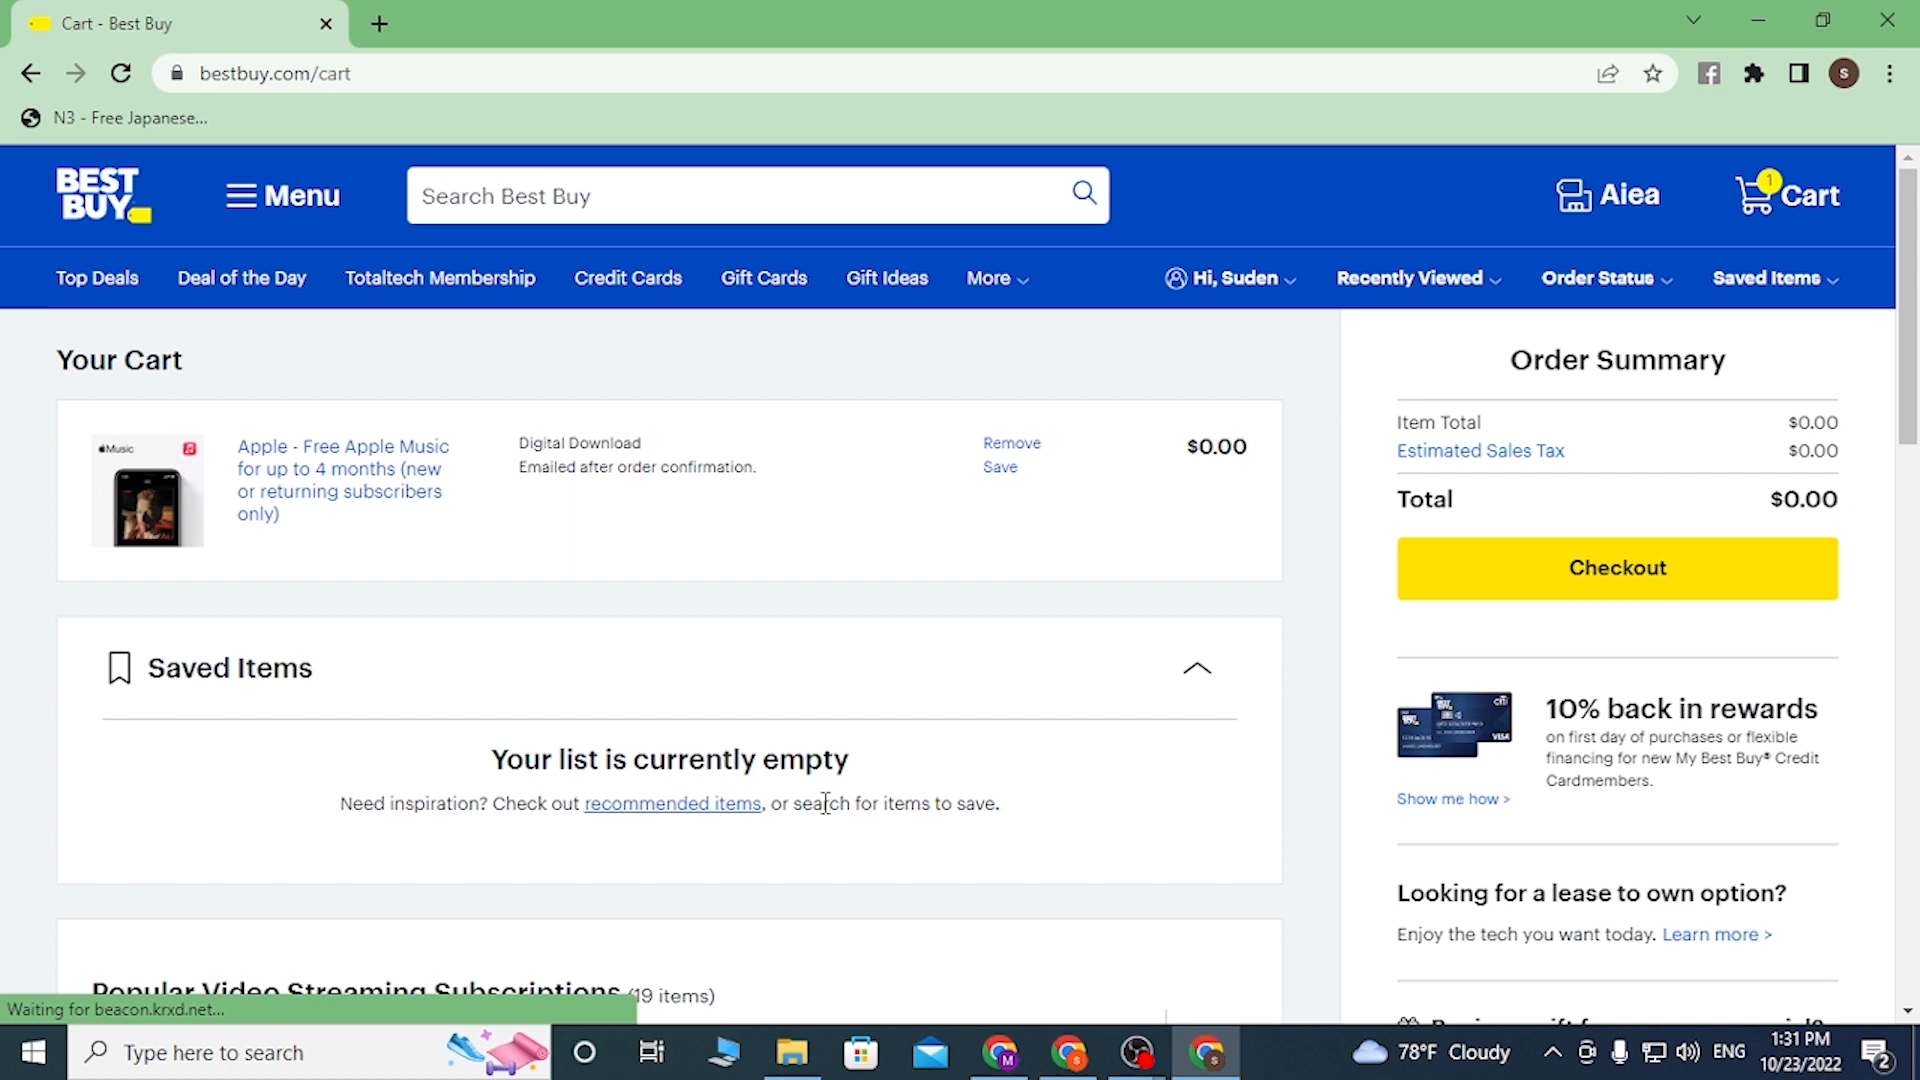 Cart - Best Buy
bestbuy.com/cart
S
N3 - Free Japanese...
BEST
BUY
Menu
Search Best Buy
Aiea
1
Cart
Top Deals
Deal of the Day
Totaltech Membership
Credit Cards
Gift Cards
Gift Ideas
More
Hi, Suden
Recently Viewed
Order Status
Saved Items
Your Cart
Order Summary
Music
Apple - Free Apple Music
for up to 4 months (new
or returning subscribers
only)
Digital Download
Emailed after order confirmation.
Remove
Save
$0.00
Item Total $0.00
Estimated Sales Tax $0.00
Total $0.00
Checkout
Saved Items
Your list is currently empty
Need inspiration? Check out recommended items, or search for items to save.
citi
VISA
10% back in rewards
on first day of purchases or flexible
financing for new My Best Buy® Credit
Cardmembers.
Show me how >
Looking for a lease to own option?
Enjoy the tech you want today. Learn more >
Popular Video Streaming Subscriptions (19 items)
Waiting for beacon.krxd.net...
Type here to search
M
S
S
78°F Cloudy
ENG
1:31 PM
10/23/2022
2